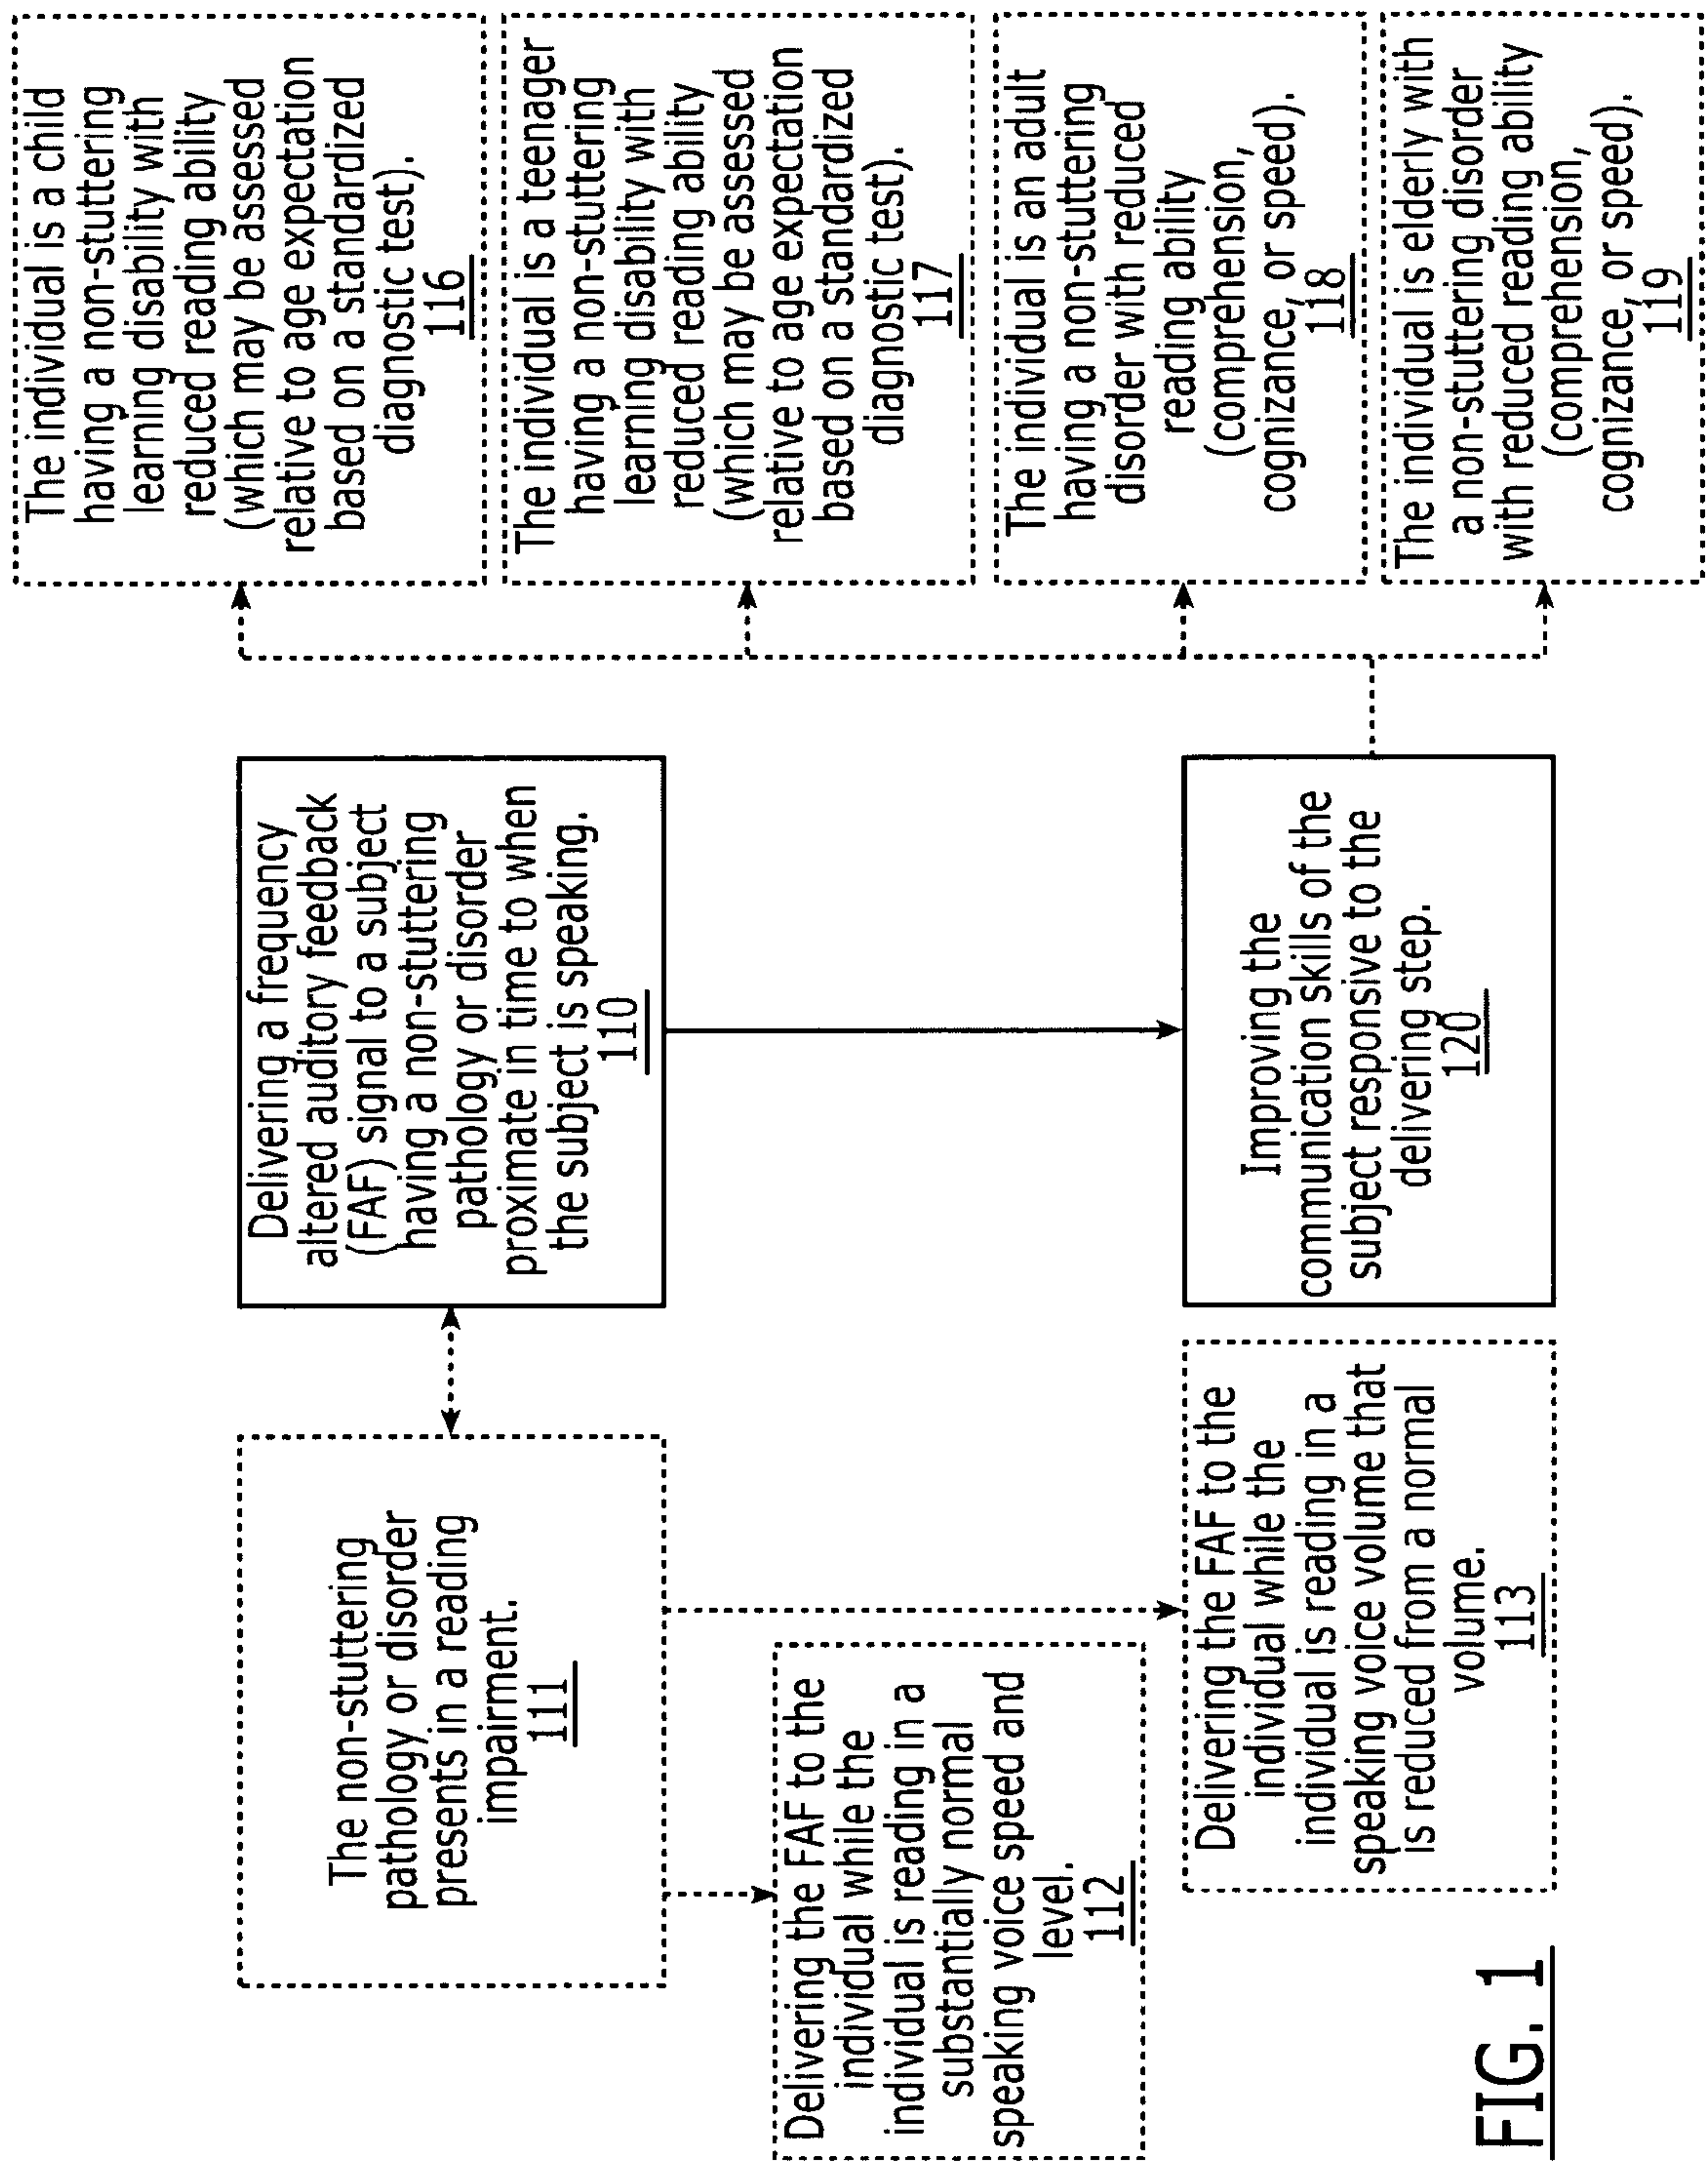 The non-stuttering
pathology or disorder
presents in a reading
impairment.
111
Delivering a frequency
altered auditory feedback
(FAF) signal to a subject
having a non-stuttering
pathology or disorder
proximate in time to when
the subject is speaking.
110
Delivering the FAF to the
individual while the
individual is reading in a
substantially normal
speaking voice speed and
level.
112
Delivering the FAF to the
individual while the
individual is reading in a
speaking voice volume that
is reduced from a normal
volume.
113
Improving the
communication skills of the
subject responsive to the
delivering step.
120
The individual is a child
having a non-stuttering
learning disability with
reduced reading ability
(which may be assessed
relative to age expectation
based on a standardized
diagnostic test).
116
The individual is a teenager
having a non-stuttering
learning disability with
reduced reading ability
(which may be assessed
relative to age expectation
based on a standardized
diagnostic test).
117
The individual is an adult
having a non-stuttering
disorder with reduced
reading ability
(comprehension,
cognizance, or speed).
118
The individual is elderly with
a non-stuttering disorder
with reduced reading ability
(comprehension,
cognizance, or speed).
119
FIG. 1